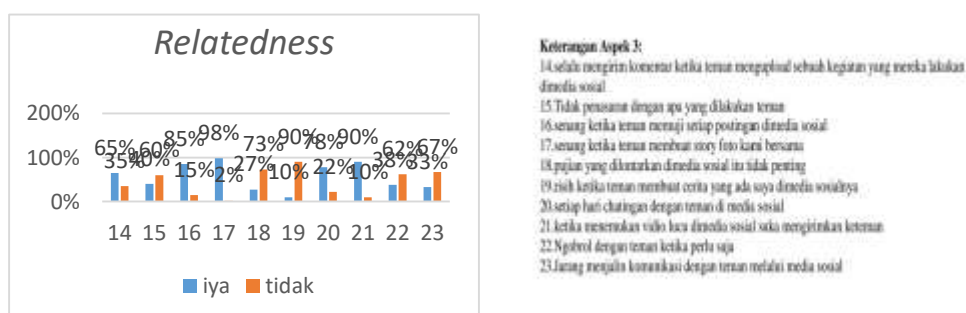 Relatedness
200%
100%
0%
65%
35%
40%
60%
85%
15%
98%
2%
27%
73%
10%
90%
78%
22%
90%
10%
38%
62%
33%
67%
14 15 16 17 18 19 20 21 22 23
iya tidak
Keterangan Aspek 3:
14.selalu mengirim komentar ketika teman mengupload sebuah kegiatan yang mereka lakukan
dimedia sosial
15.Tidak penasaran dengan apa yang dilakukan teman
16.senang ketika teman memuji setiap postingan dimedia sosial
17.senang ketika teman membuat story foto kami bersama
18.pujian yang dilontarkan dimedia sosial itu tidak penting
19.risih ketika teman membuat cerita yang ada saya dimedia sosialnya
20.setiap hari chatingan dengan teman di media sosial
21.ketika menemukan vidio lucu dimedia sosial suka mengirimkan keteman
22.Ngobrol dengan teman ketika perlu saja
23.Jarang menjalin komunikasi dengan teman melalui media sosial